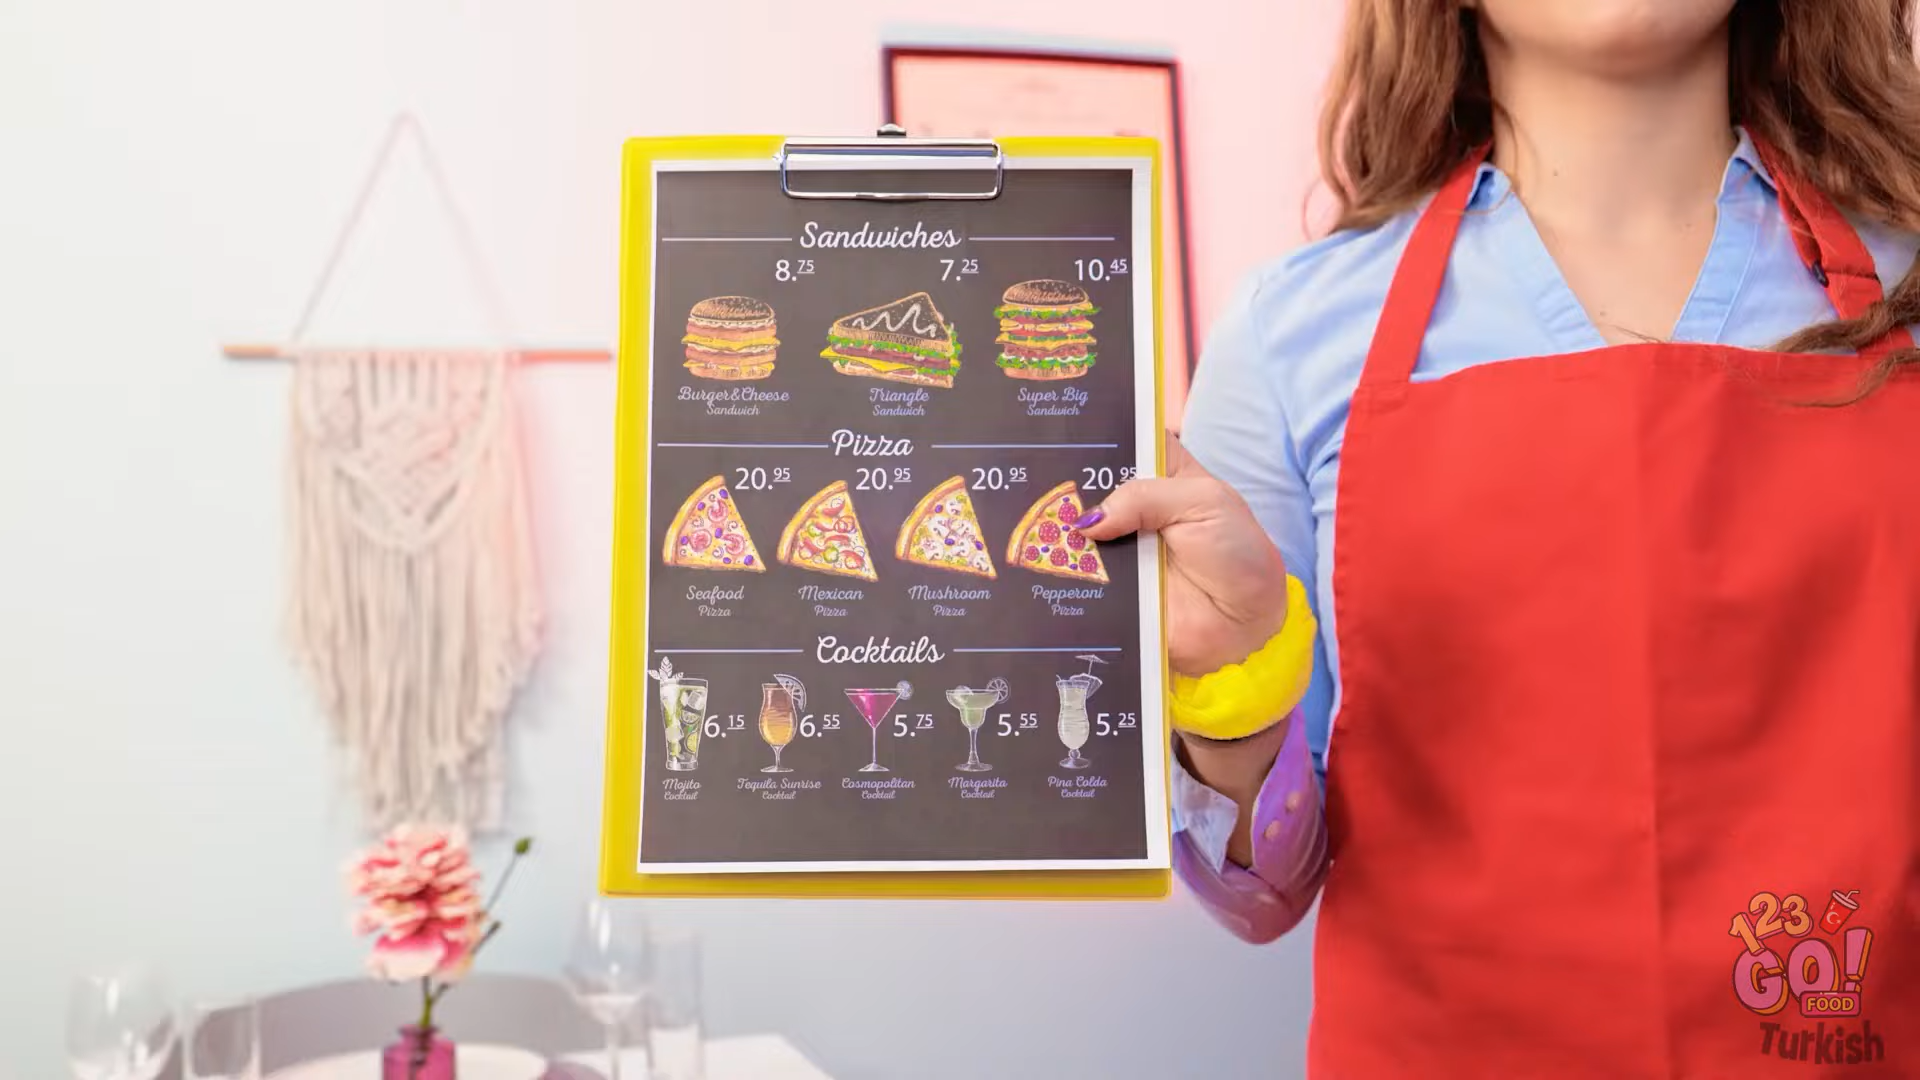 Sandwiches
8.75 7.25 10.45
Burger&Cheese Triangle Super Big
Sandwich Sandwich Sandwich
Pizza
20.95 20.95 20.95 20.95
Seafood Mexican Mushroom Pepperoni
Pizza Pizza Pizza Pizza
Cocktails
6.15 6.55 5.75 5.55 5.25
Mojito Tequila Sunrise Cosmopolitan Margarita Pina Colda
Cocktail Cocktail Cocktail Cocktail Cocktail
123
GO!
FOOD
Turkish